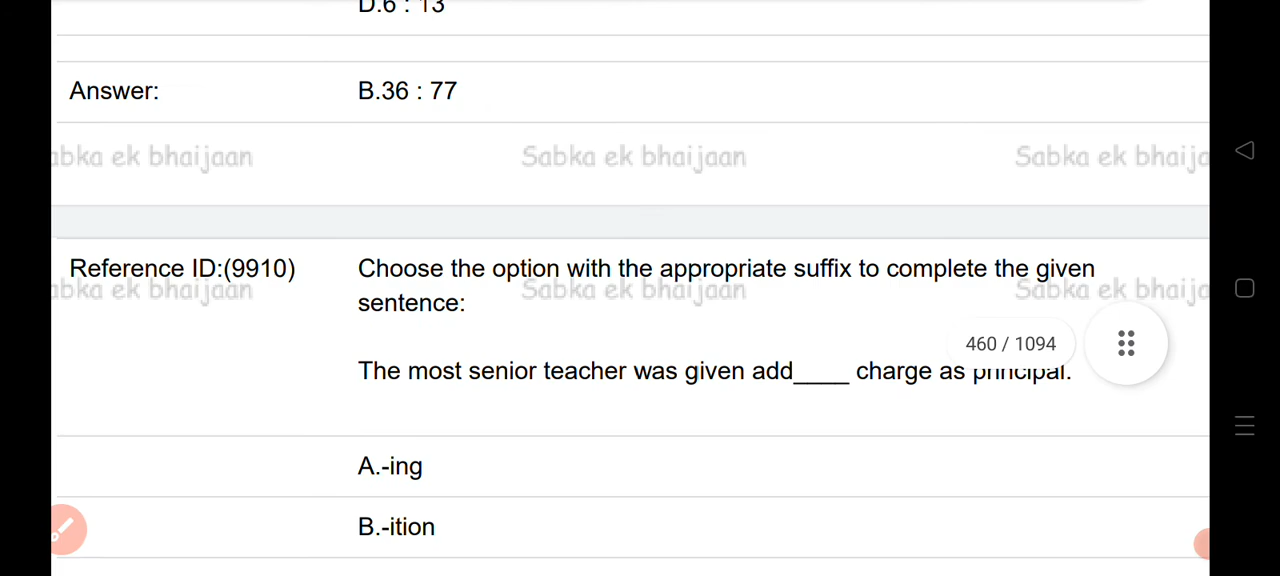 D.6 : 13
Answer: B.36 : 77
abka ek bhaijaan Sabka ek bhaijaan Sabka ek bhaija
Reference ID:(9910) Choose the option with the appropriate suffix to complete the given
abka ek bhaijaan Sabka ek bhaijaan Sabka ek bhaija
sentence:
460 / 1094
The most senior teacher was given add____ charge as principal.
A.-ing
B.-ition